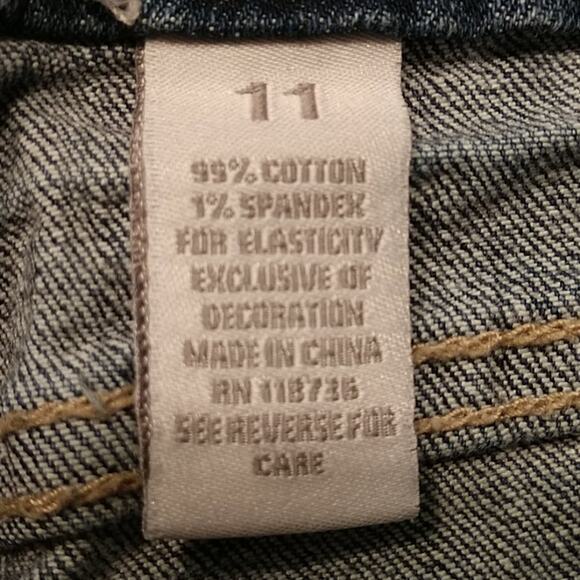 11
99% COTTON
1% SPANDEX
FOR ELASTICITY
EXCLUSIVE OF
DECORATION
MADE IN CHINA
RN 118736
SEE REVERSE FOR
CARE